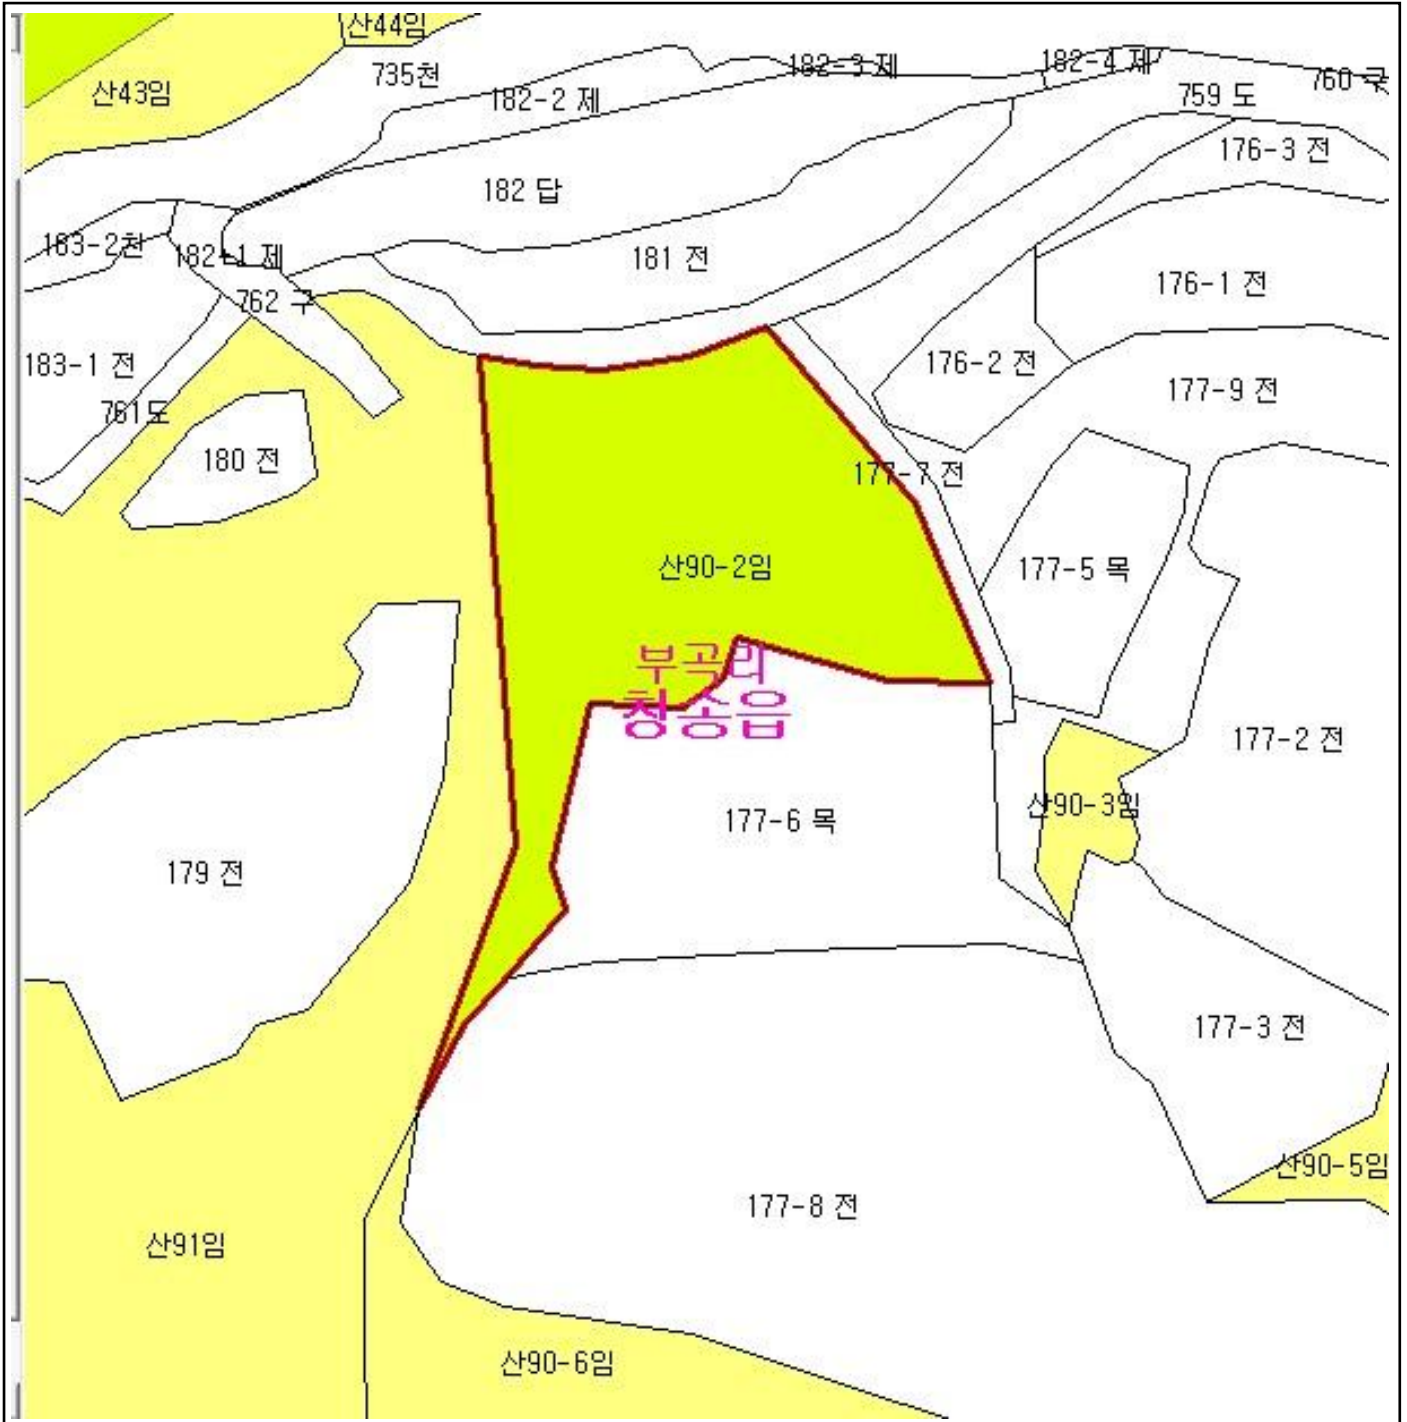 산44임
735천
산43임
182-2 제
182-3 제
182-4 제
760 구
759 도
176-3 전
182 답
183-2천
182-1 제
181 전
176-1 전
762 구
183-1 전
176-2 전
177-9 전
761도
180 전
177-7 전
산90-2임
177-5 목
부곡리
청송읍
177-2 전
산90-3임
177-6 목
179 전
177-3 전
산90-5임
177-8 전
산91임
산90-6임